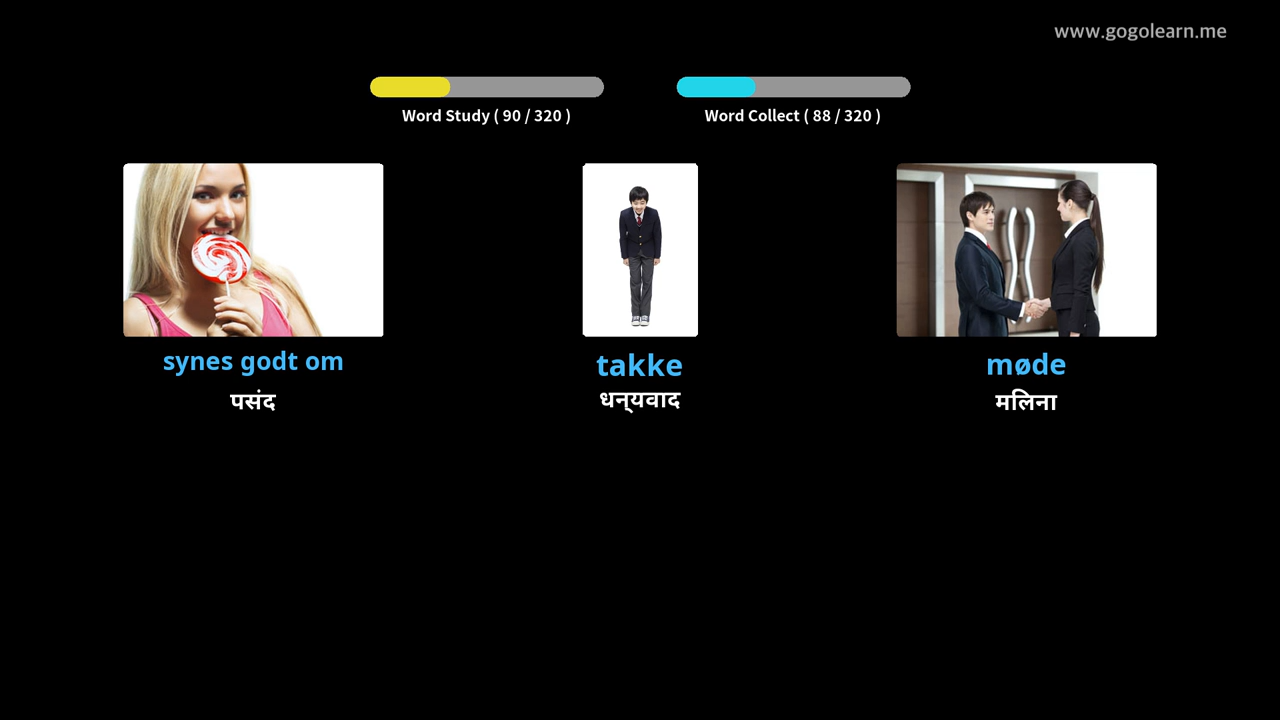 www.gogolearn.me
Word Study ( 90 / 320 )
Word Collect ( 88 / 320 )
synes godt om
takke
møde
पसंद
धन्‌यवाद
मलिना